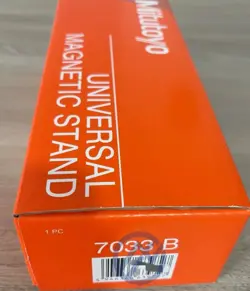 Mitutoyo
UNIVERSAL
MAGNETIC STAND
1 PC
7033 B